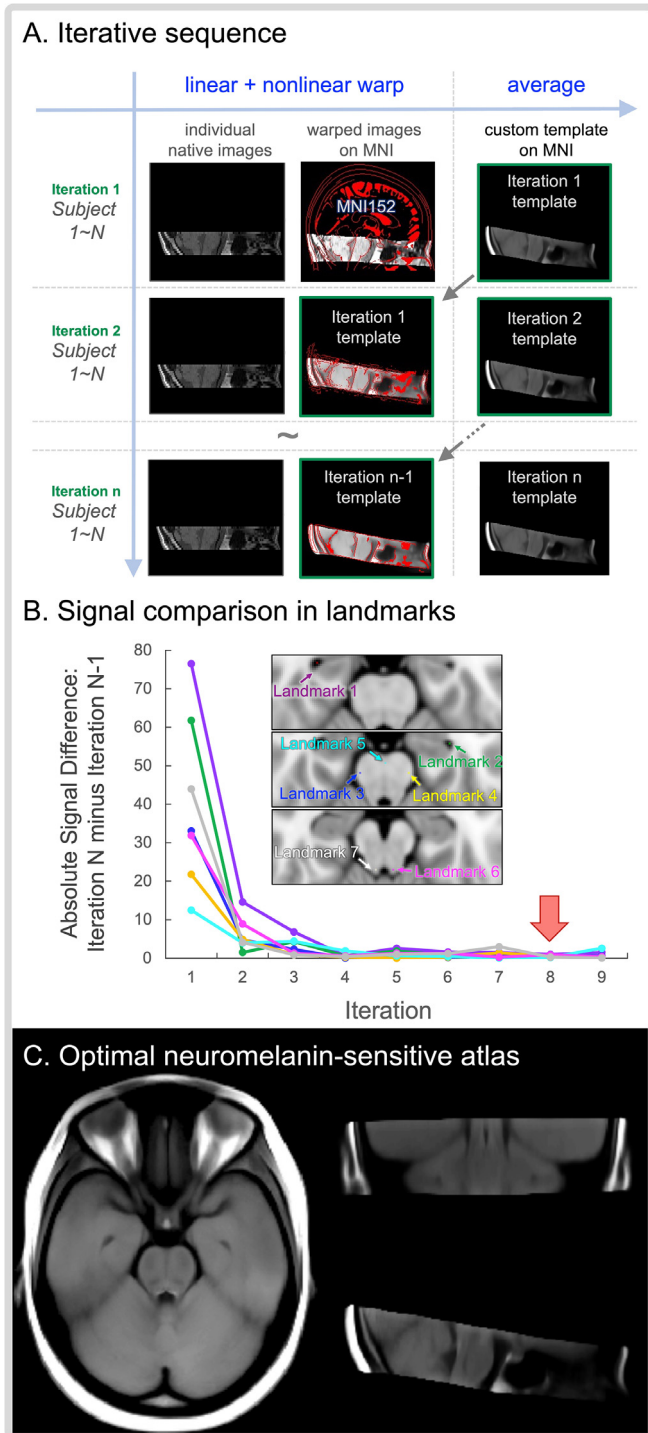 A. Iterative sequence
linear + nonlinear warp
average
individual
native images
warped images
on MNI
custom template
on MNI
Iteration 1
Subject
1~N
MNI152
Iteration 1
template
Iteration 2
Subject
1~N
Iteration 1
template
Iteration 2
template
~
Iteration n
Subject
1~N
Iteration n-1
template
Iteration n
template
B. Signal comparison in landmarks
Absolute Signal Difference:
Iteration N minus Iteration N-1
80
70
60
50
40
30
20
10
0
Landmark 1
Landmark 5
Landmark 2
Landmark 3
Landmark 4
Landmark 7
Landmark 6
1 2 3 4 5 6 7 8 9
Iteration
C. Optimal neuromelanin-sensitive atlas